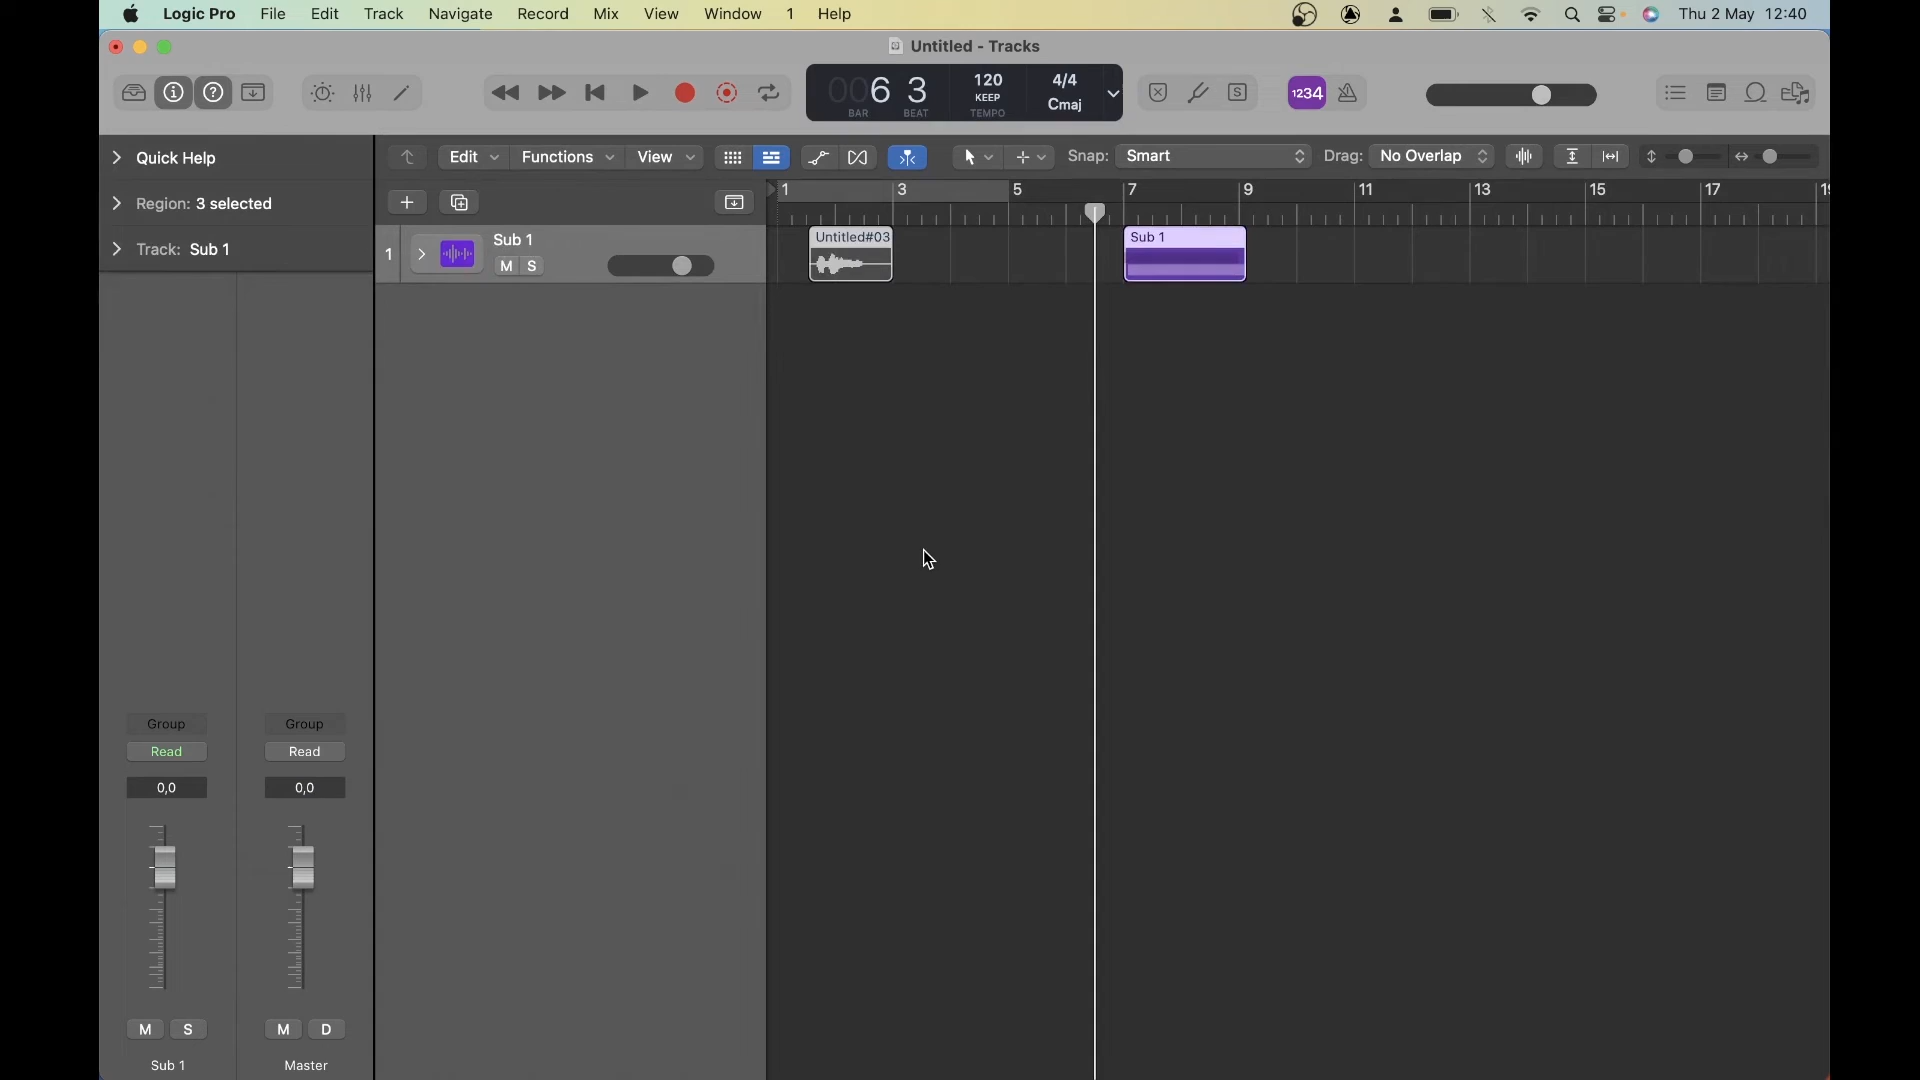 Logic Pro File Edit Track Navigate Record Mix View Window 1 Help Thu 2 May 12:40
Untitled - Tracks
006 3 120 4/4
KEEP Cmaj
BAR BEAT TEMPO
S
1234
Quick Help
Edit Functions View Snap: Smart Drag: No Overlap
Region: 3 selected
1 3 5 7 9 11 13 15 17
Track: Sub 1
1 Sub 1
M S
Untitled#03
Sub 1
Group Group
Read Read
0,0 0,0
M S M D
Sub 1 Master